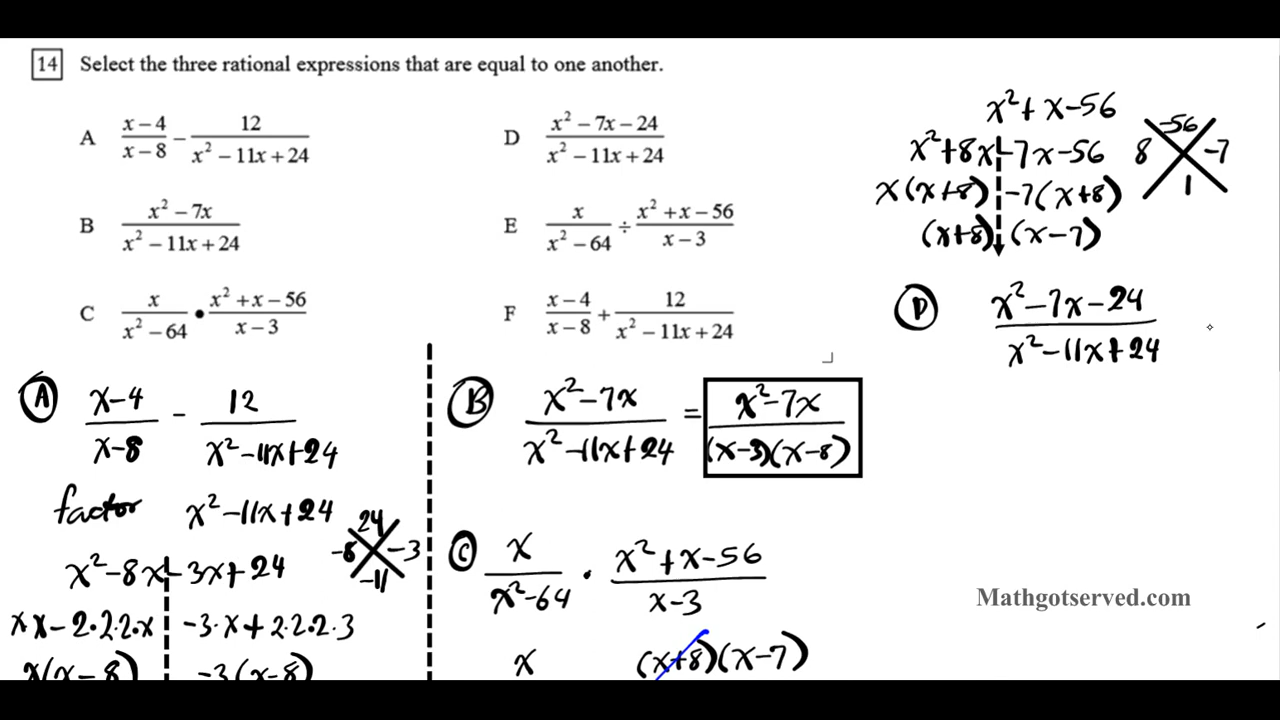 14 Select the three rational expressions that are equal to one another.
A (x − 4)/(x − 8) − 12/(x² − 11x + 24)
D (x² − 7x − 24)/(x² − 11x + 24)
B (x² − 7x)/(x² − 11x + 24)
E x/(x² − 64) ÷ (x² + x − 56)/(x − 3)
C x/(x² − 64) • (x² + x − 56)/(x − 3)
F (x − 4)/(x − 8) + 12/(x² − 11x + 24)
x² + x − 56
x² + 8x − 7x − 56
x(x+8) −7(x+8)
(x+8) (x−7)
−56
8 −7
1
D (x² − 7x − 24)/(x² − 11x + 24)
A (x−4)/(x−8) − 12/(x² − 11x + 24)
factor x² − 11x + 24
24
−8 −3
−11
x² − 8x − 3x + 24
xx − 2·2·2·x −3·x + 2·2·2·3
x(x − 8) −3(x − 8)
B (x² − 7x)/(x² − 11x + 24) = (x² − 7x)/((x−3)(x−8))
C x/(x² − 64) · (x² + x − 56)/(x − 3)
x (x+8)(x−7)
Mathgotserved.com